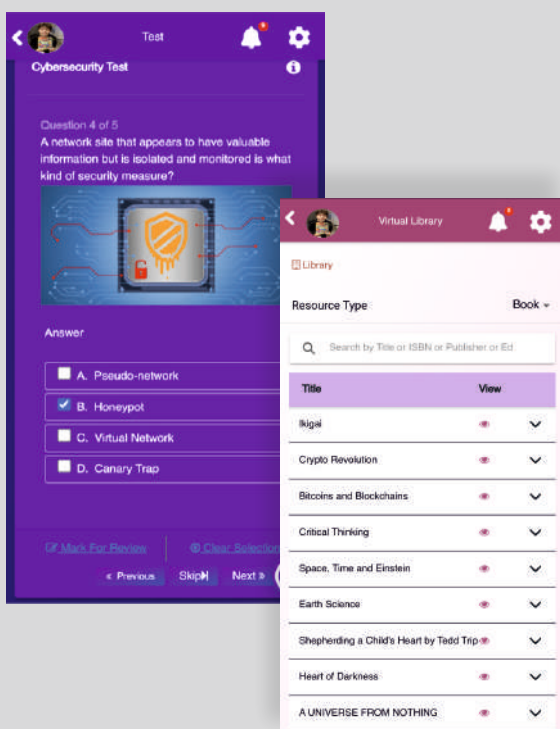 Test
Cybersecurity Test
Question 4 of 5
A network site that appears to have valuable
information but is isolated and monitored is what
kind of security measure?
Answer
A. Pseudo-network
B. Honeypot
C. Virtual Network
D. Canary Trap
Mark For Review
Clear Selection
« Previous
Skip
Next »
Virtual Library
Library
Resource Type
Book
Search by Title or ISBN or Publisher or Ed
Title View
Ikigai
Crypto Revolution
Bitcoins and Blockchains
Critical Thinking
Space, Time and Einstein
Earth Science
Shepherding a Child's Heart by Tedd Trip
Heart of Darkness
A UNIVERSE FROM NOTHING